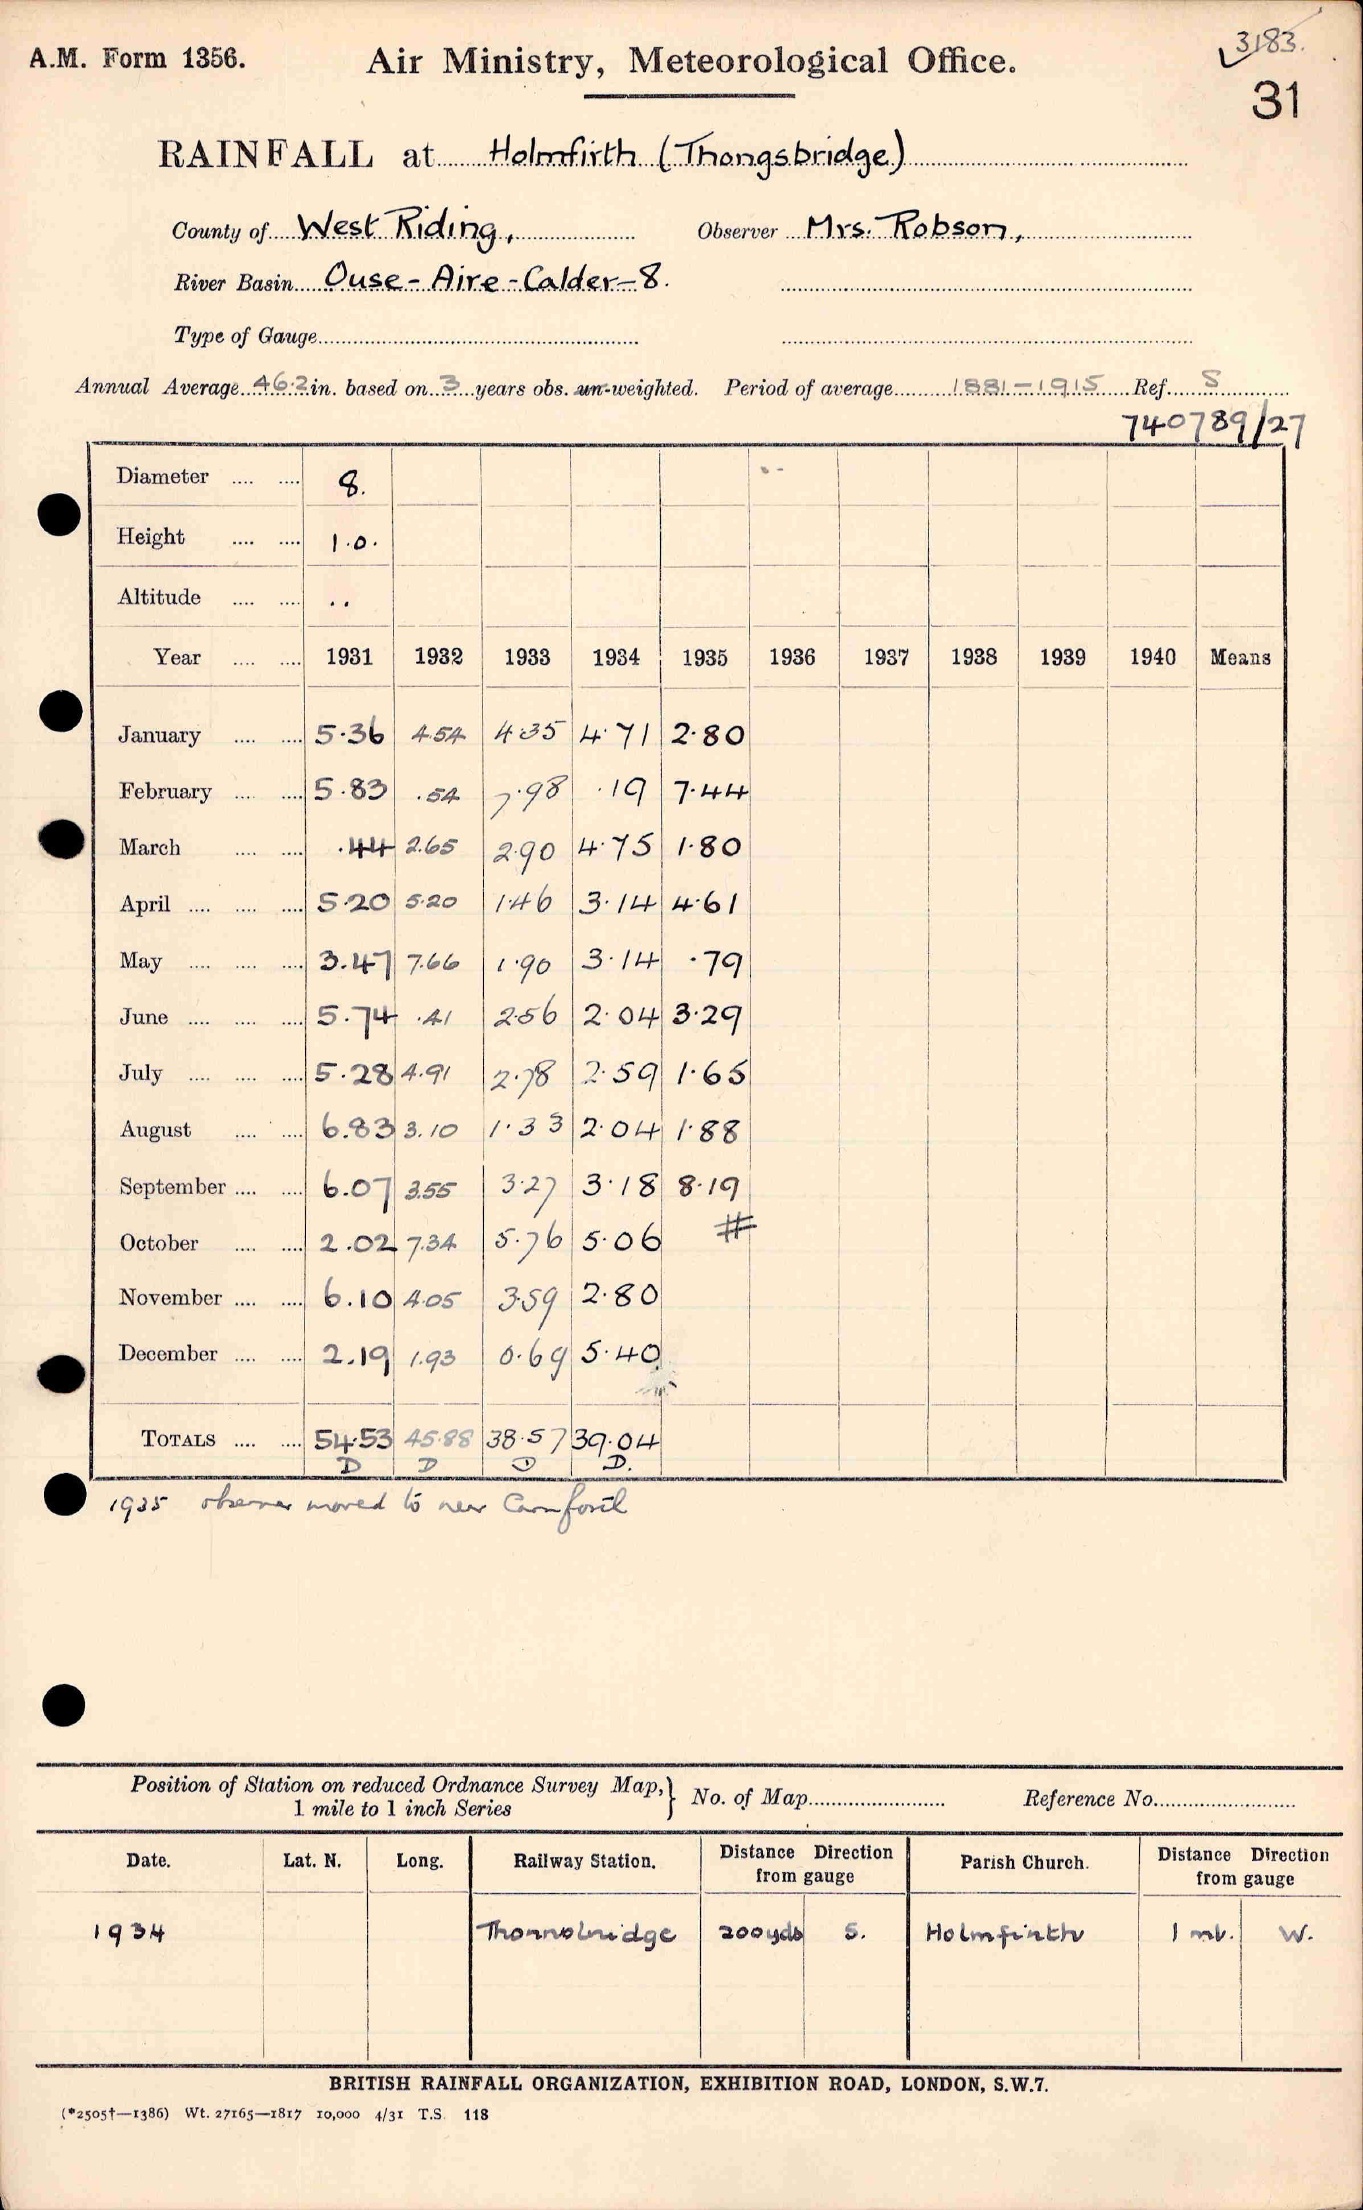 A.M. Form 1356.
Air Ministry, Meteorological Office.
3183.
31
RAINFALL at Holmfirth (Thongsbridge)
County of West Riding, Observer Mrs. Robson,
River Basin Ouse-Aire-Calder-8.
Type of Gauge
Annual Average 46.2 in. based on 3 years obs. un-weighted. Period of average 1881-1915 Ref. S
740789/27
Diameter 8.
Height 1.0.
Altitude ..
Year 1931 1932 1933 1934 1935 1936 1937 1938 1939 1940 Means
January 5.36 4.54 4.35 4.71 2.80
February 5.83 .54 7.98 .19 7.44
March .44 2.65 2.90 4.75 1.80
April 5.20 5.20 1.46 3.14 4.61
May 3.47 7.66 1.90 3.14 .79
June 5.74 .41 2.56 2.04 3.29
July 5.28 4.91 2.78 2.59 1.65
August 6.83 3.10 1.33 2.04 1.88
September 6.07 3.55 3.27 3.18 8.19
October 2.02 7.34 5.76 5.06 #
November 6.10 4.05 3.59 2.80
December 2.19 1.93 0.69 5.40
TOTALS 54.53 45.88 38.57 39.04
D D D D.
1935 observer moved to near Carnforth
Position of Station on reduced Ordnance Survey Map, } No. of Map Reference No.
1 mile to 1 inch Series
Date. Lat. N. Long. Railway Station. Distance Direction from gauge Parish Church. Distance Direction from gauge
1934 Thonnsbridge 200yds S. Holmfirth 1 ml. W.
BRITISH RAINFALL ORGANIZATION, EXHIBITION ROAD, LONDON, S.W.7.
(*2505†—1386) Wt. 27165—1817 10,000 4/31 T.S. 118